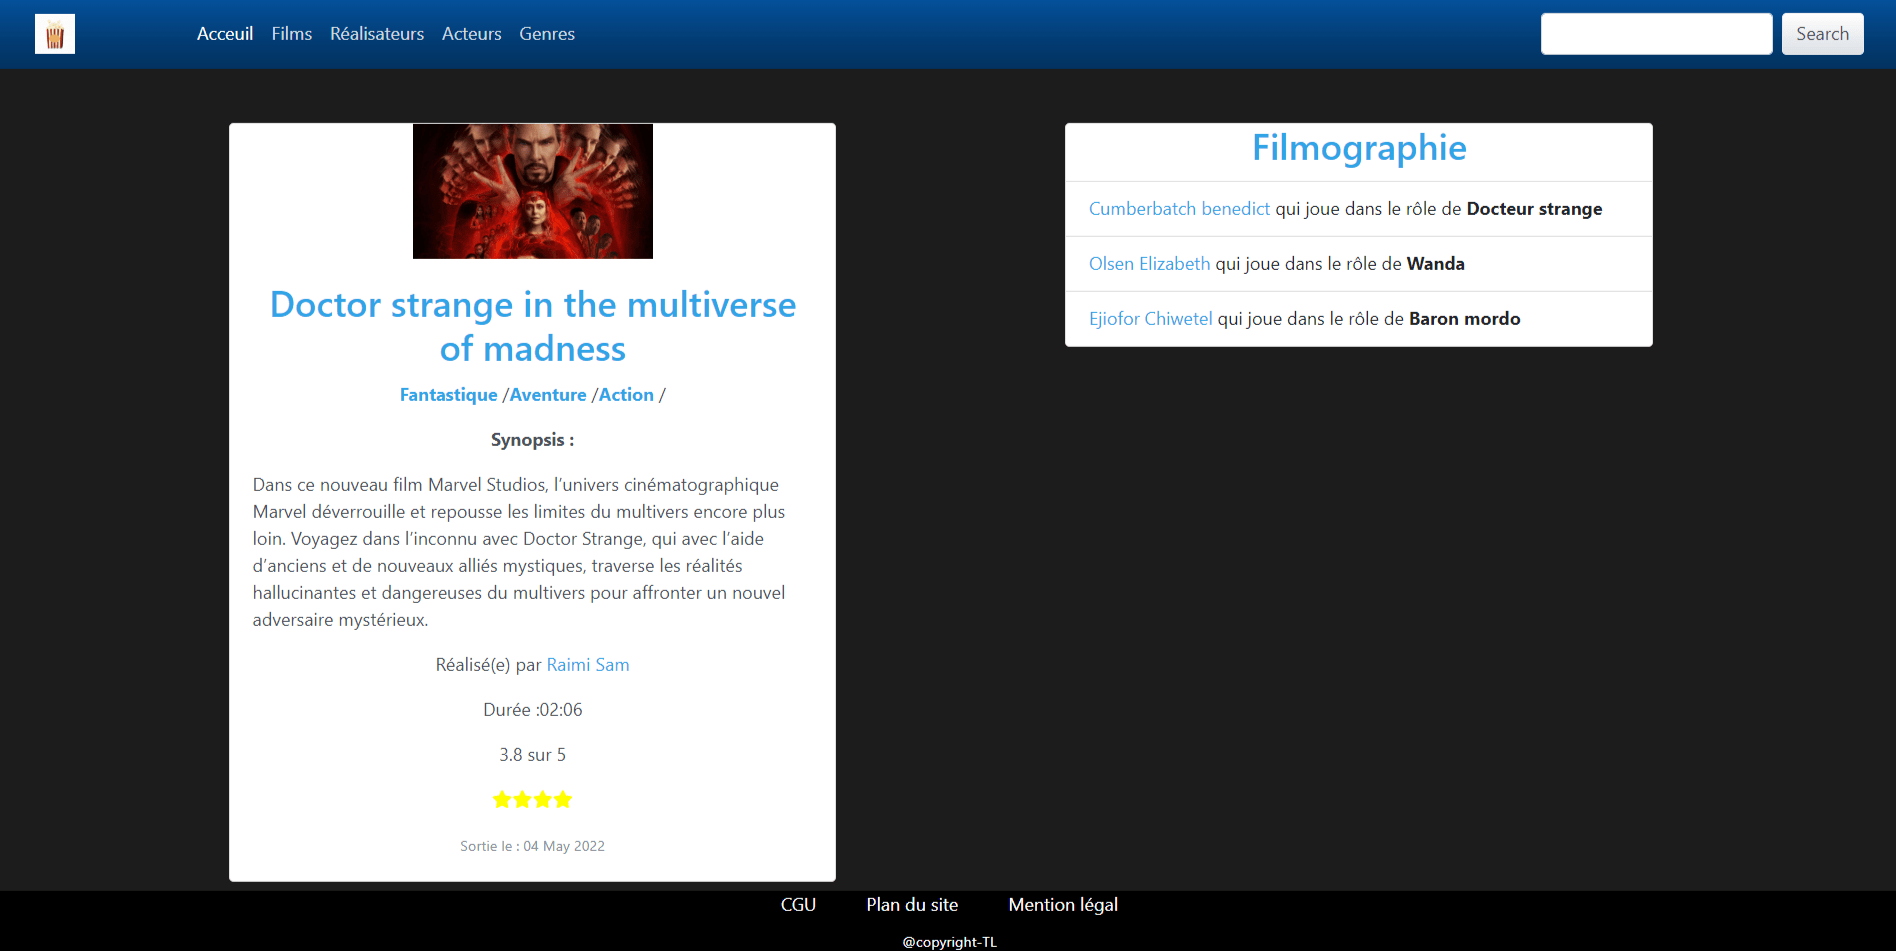 Acceuil Films Réalisateurs Acteurs Genres Search
Doctor strange in the multiverse
of madness
Fantastique /Aventure /Action /
Synopsis :
Dans ce nouveau film Marvel Studios, l’univers cinématographique
Marvel déverrouille et repousse les limites du multivers encore plus
loin. Voyagez dans l’inconnu avec Doctor Strange, qui avec l’aide
d’anciens et de nouveaux alliés mystiques, traverse les réalités
hallucinantes et dangereuses du multivers pour affronter un nouvel
adversaire mystérieux.
Réalisé(e) par Raimi Sam
Durée :02:06
3.8 sur 5
Sortie le : 04 May 2022
Filmographie
Cumberbatch benedict qui joue dans le rôle de Docteur strange
Olsen Elizabeth qui joue dans le rôle de Wanda
Ejiofor Chiwetel qui joue dans le rôle de Baron mordo
CGU Plan du site Mention légal
@copyright-TL